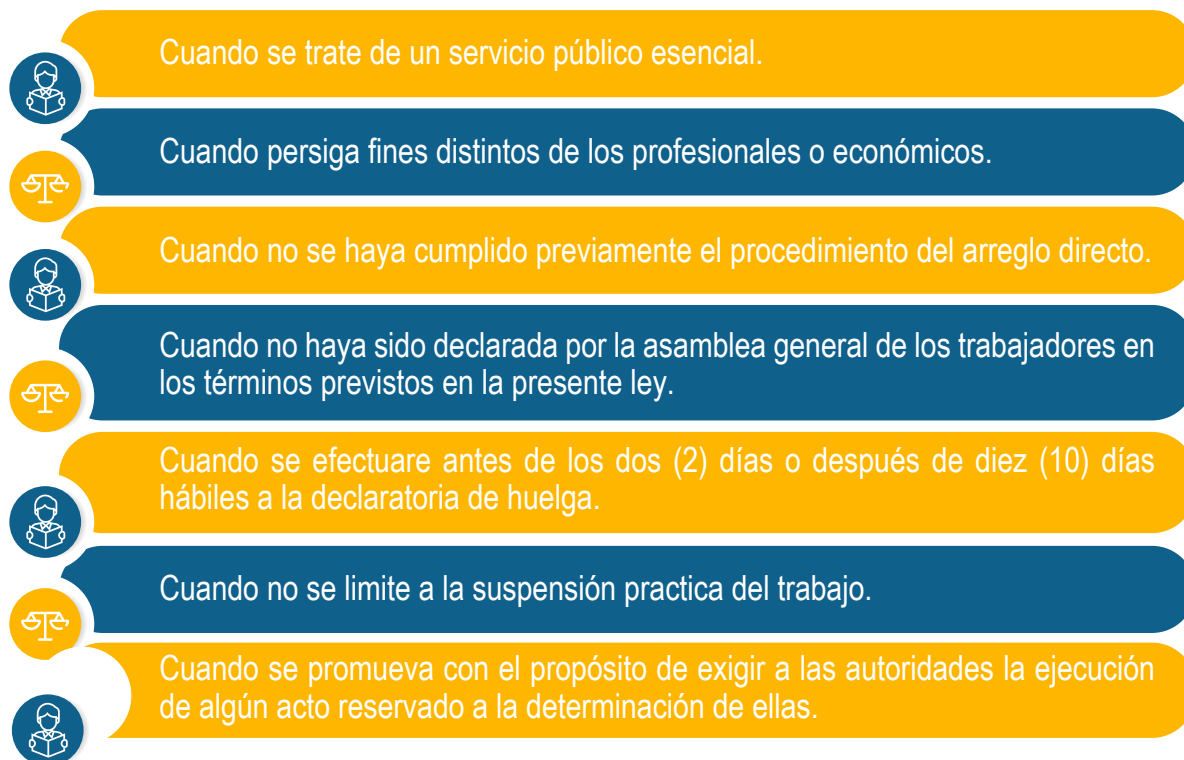 Cuando se trate de un servicio público esencial.
Cuando persiga fines distintos de los profesionales o económicos.
Cuando no se haya cumplido previamente el procedimiento del arreglo directo.
Cuando no haya sido declarada por la asamblea general de los trabajadores en
los términos previstos en la presente ley.
Cuando se efectuare antes de los dos (2) días o después de diez (10) días
hábiles a la declaratoria de huelga.
Cuando no se limite a la suspensión practica del trabajo.
Cuando se promueva con el propósito de exigir a las autoridades la ejecución
de algún acto reservado a la determinación de ellas.